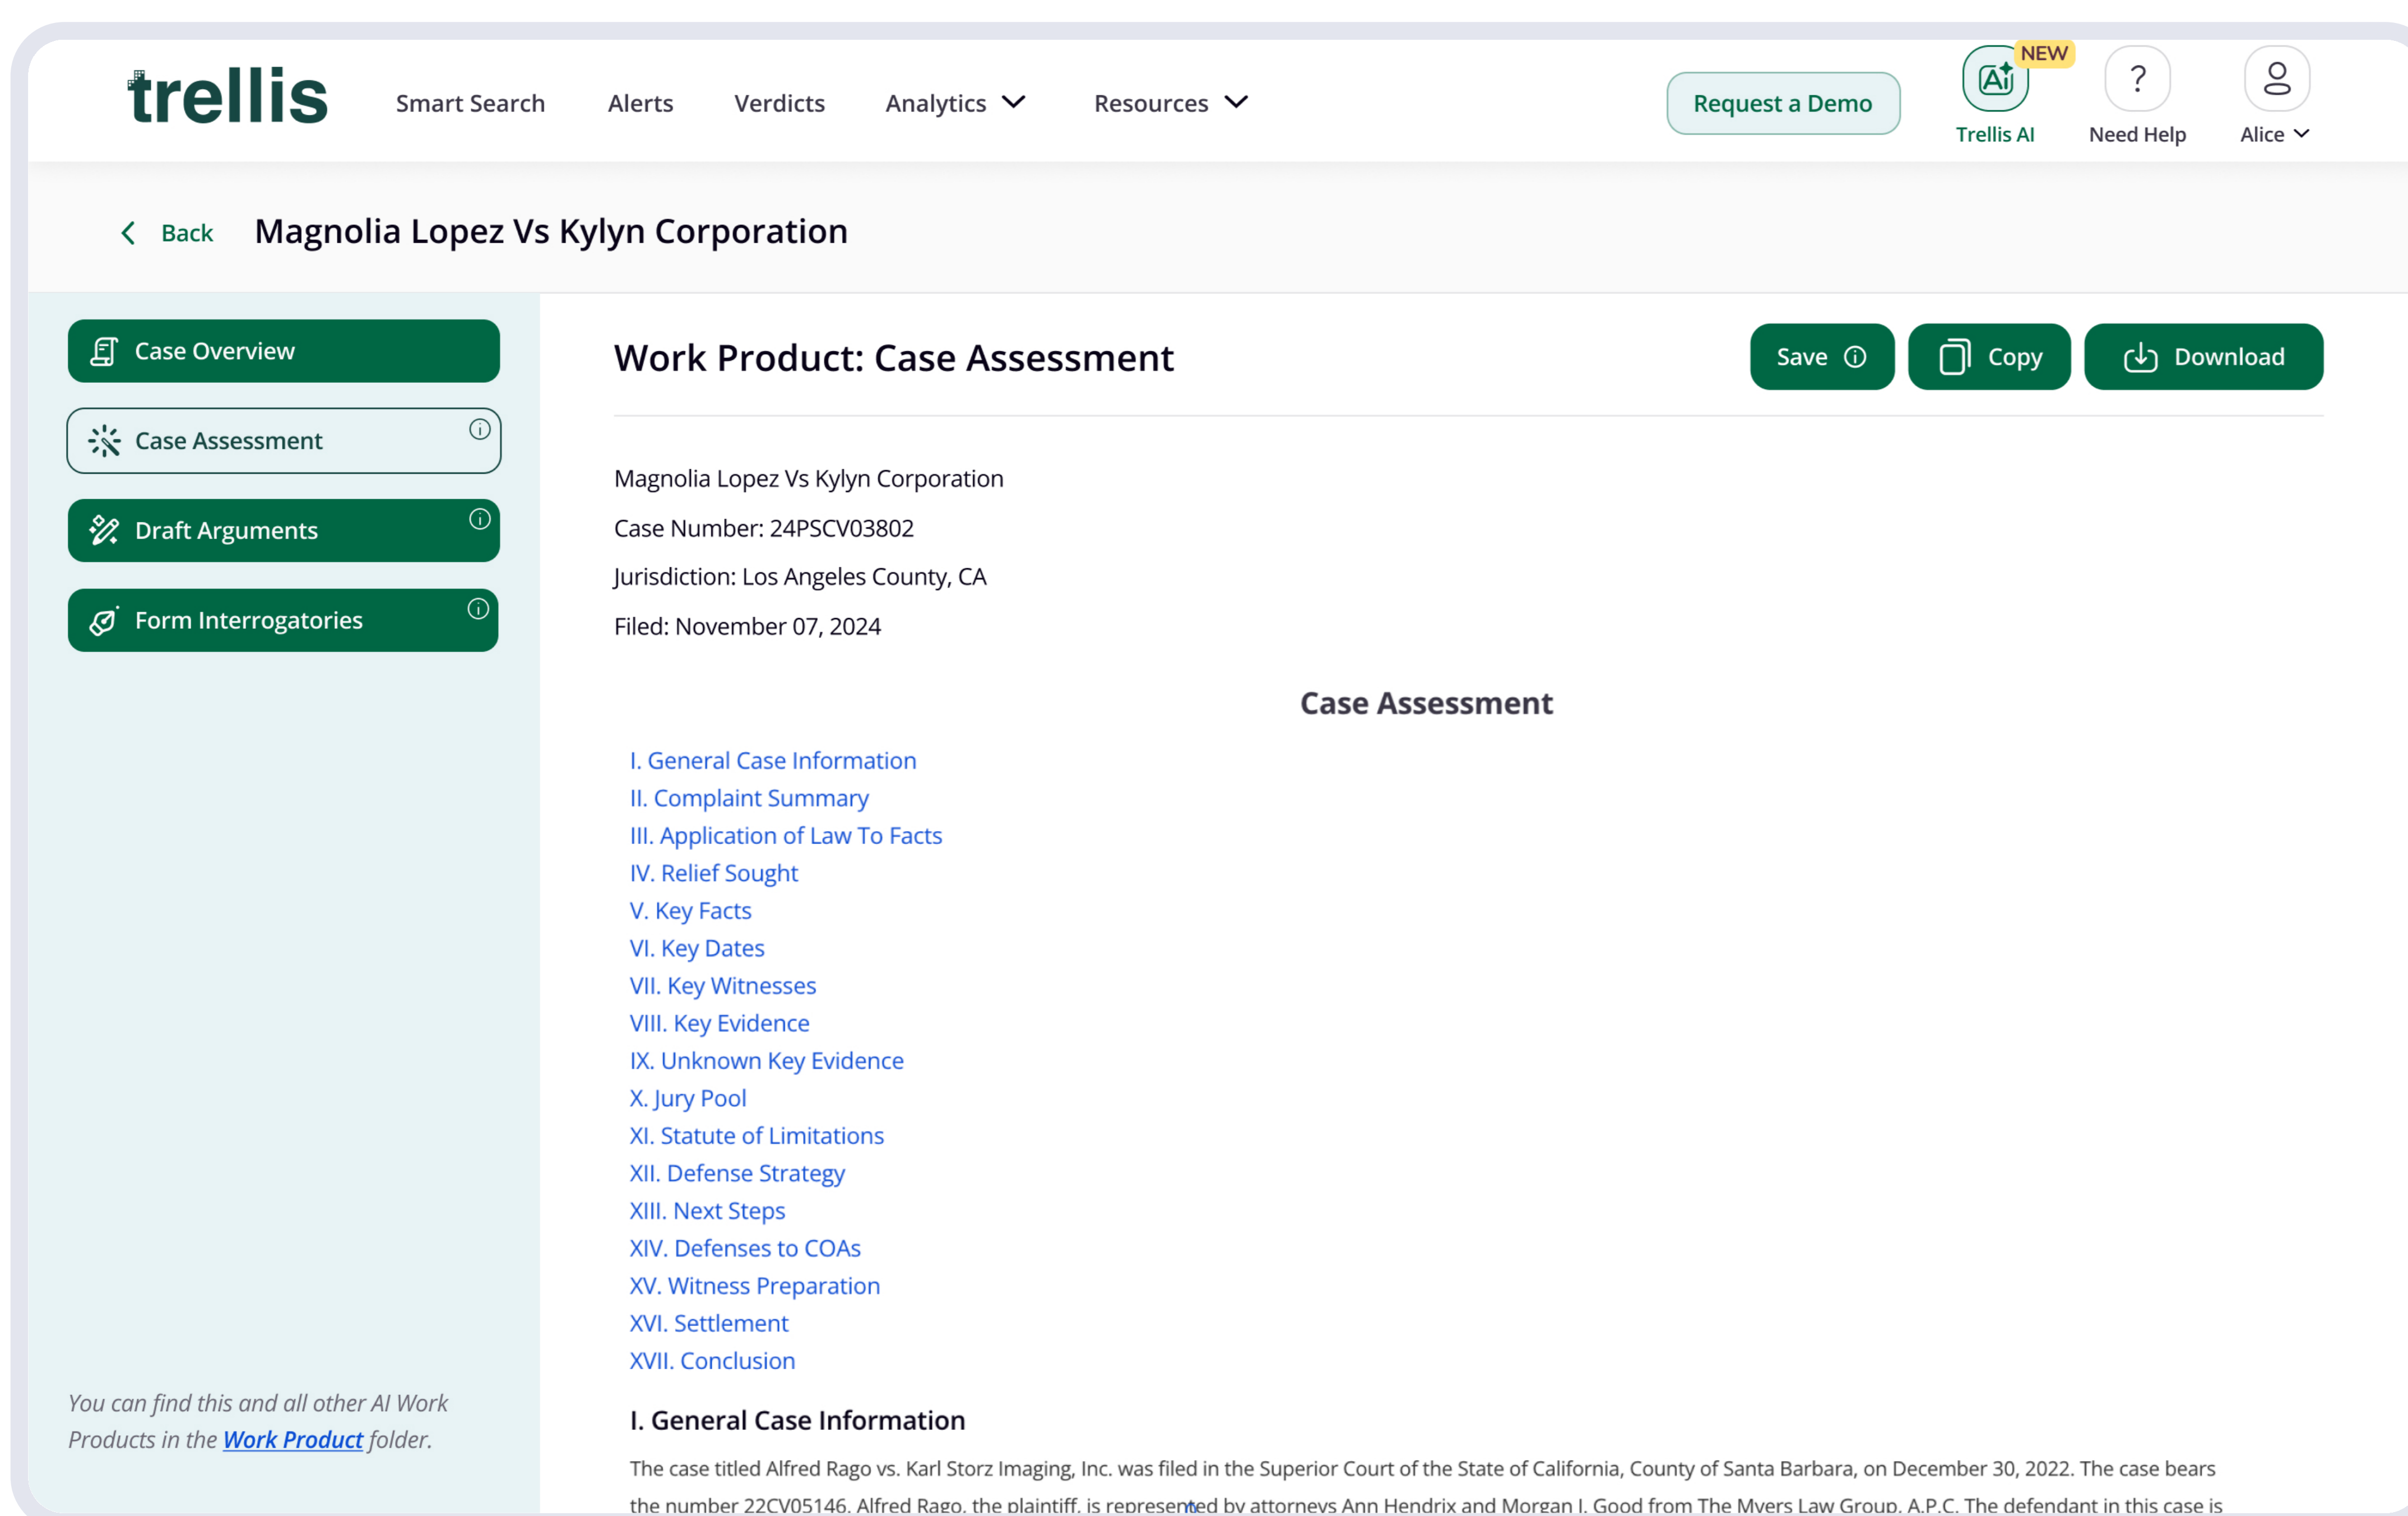 trellis
Smart Search
Alerts
Verdicts
Analytics
Resources
Request a Demo
Ai
NEW
Trellis AI
?
Need Help
Alice
Back
Magnolia Lopez Vs Kylyn Corporation
Case Overview
Case Assessment
Draft Arguments
Form Interrogatories
You can find this and all other AI Work
Products in the Work Product folder.
Work Product: Case Assessment
Save
Copy
Download
Magnolia Lopez Vs Kylyn Corporation
Case Number: 24PSCV03802
Jurisdiction: Los Angeles County, CA
Filed: November 07, 2024
Case Assessment
I. General Case Information
II. Complaint Summary
III. Application of Law To Facts
IV. Relief Sought
V. Key Facts
VI. Key Dates
VII. Key Witnesses
VIII. Key Evidence
IX. Unknown Key Evidence
X. Jury Pool
XI. Statute of Limitations
XII. Defense Strategy
XIII. Next Steps
XIV. Defenses to COAs
XV. Witness Preparation
XVI. Settlement
XVII. Conclusion
I. General Case Information
The case titled Alfred Rago vs. Karl Storz Imaging, Inc. was filed in the Superior Court of the State of California, County of Santa Barbara, on December 30, 2022. The case bears
the number 22CV05146. Alfred Rago, the plaintiff, is represented by attorneys Ann Hendrix and Morgan J. Good from The Myers Law Group, A.P.C. The defendant in this case is